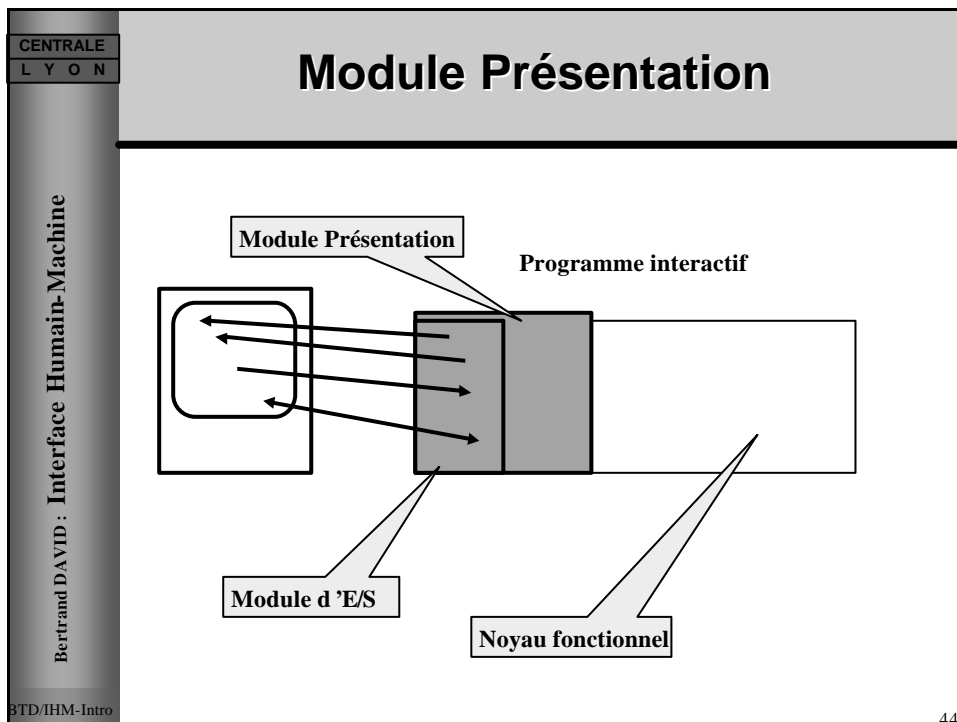 CENTRALE
L Y O N
Module Présentation
Bertrand DAVID : Interface Humain-Machine
Module Présentation
Programme interactif
Module d 'E/S
Noyau fonctionnel
BTD/IHM-Intro
44